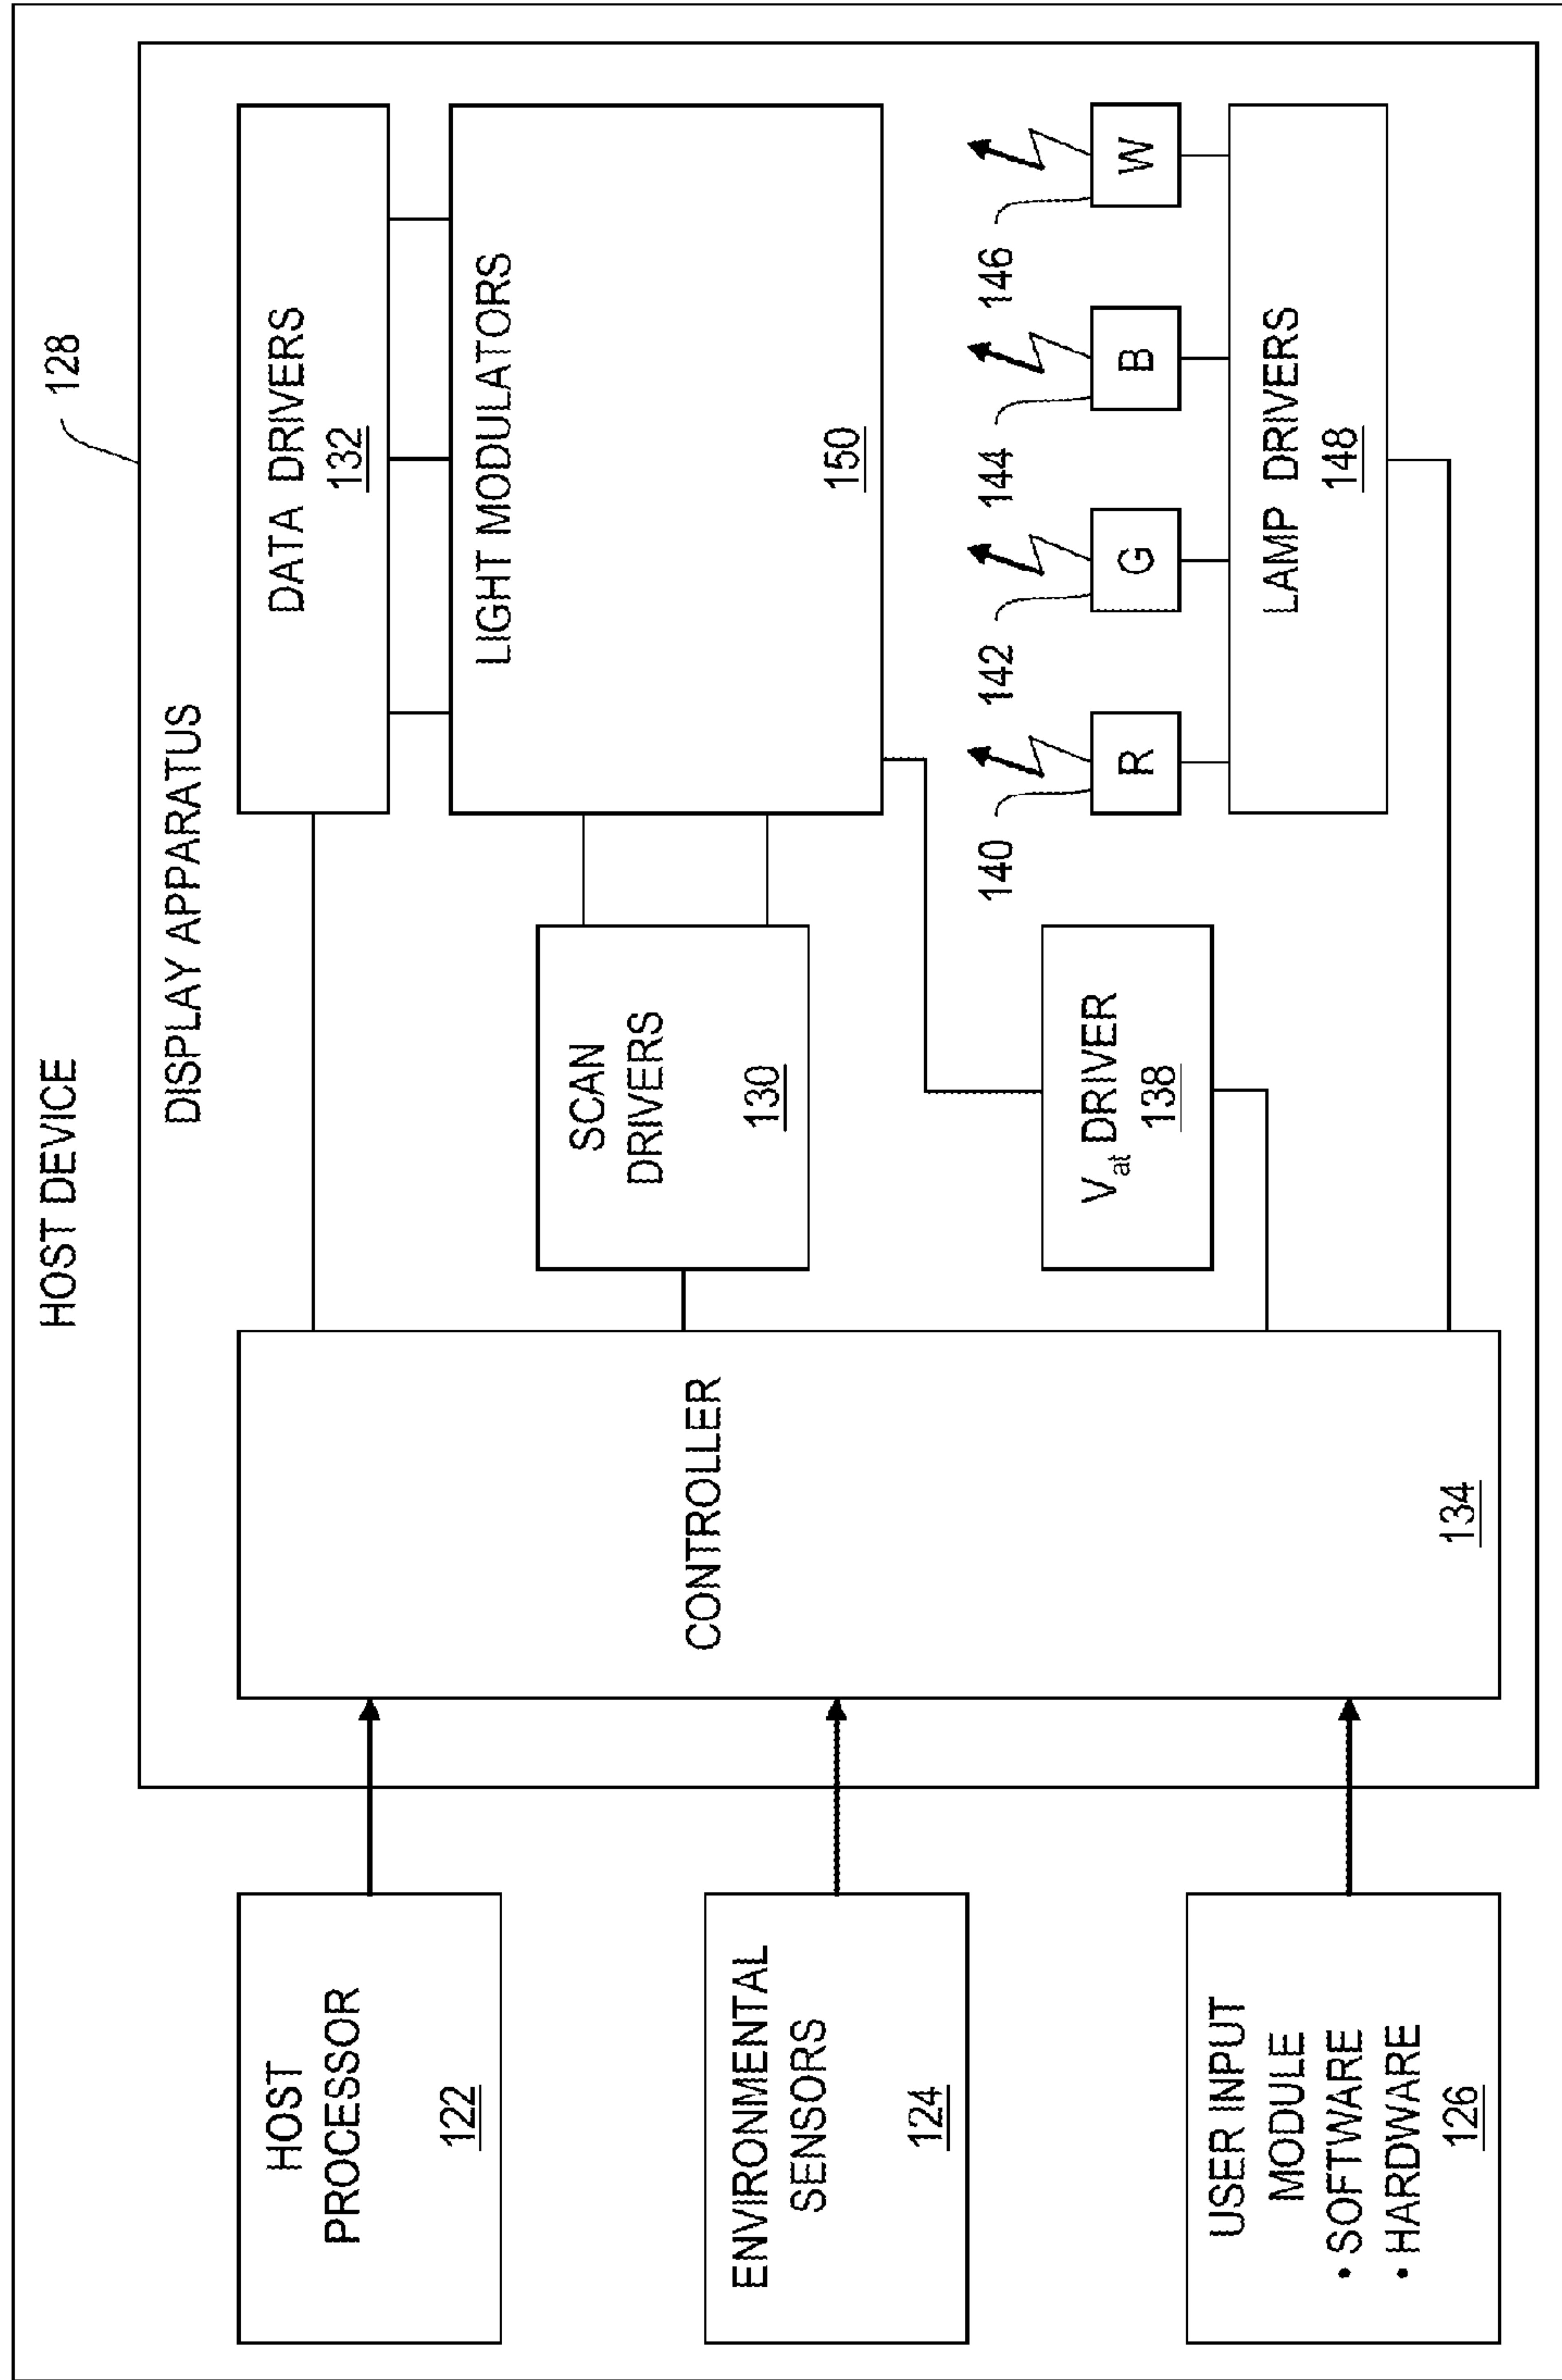 HOST DEVICE
128
DISPLAY APPARATUS
HOST
PROCESSOR
122
ENVIRONMENTAL
SENSORS
124
USER INPUT
MODULE
• SOFTWARE
• HARDWARE
126
CONTROLLER
134
SCAN
DRIVERS
130
Vat DRIVER
138
DATA DRIVERS
132
LIGHT MODULATORS
150
140
142
144
146
R
G
B
W
LAMP DRIVERS
148